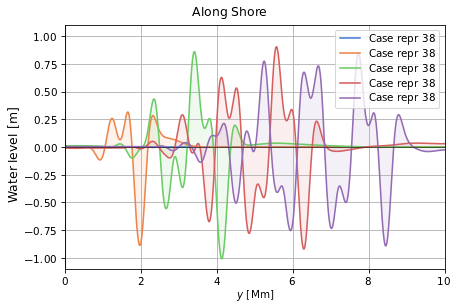 Along Shore
Water level [m]
1.00
0.75
0.50
0.25
0.00
−0.25
−0.50
−0.75
−1.00
Case repr 38
Case repr 38
Case repr 38
Case repr 38
Case repr 38
0 2 4 6 8 10
y [Mm]